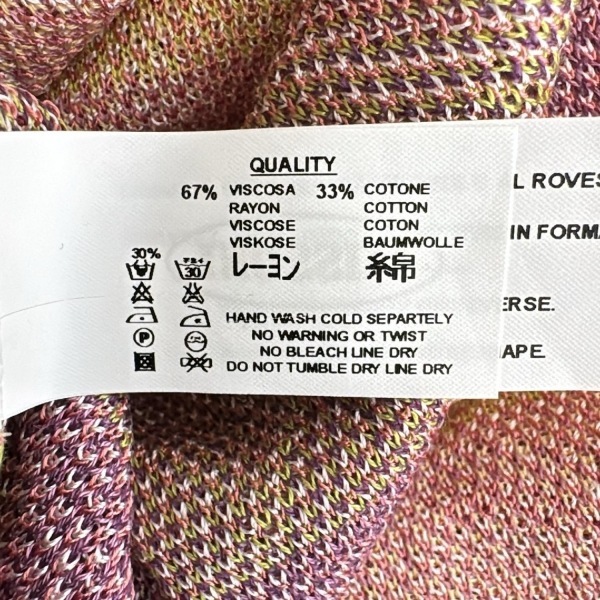 QUALITY
67% VISCOSA 33% COTONE
RAYON COTTON
VISCOSE COTON
VISKOSE BAUMWOLLE
レーヨン 綿
30%
30
P
HAND WASH COLD SEPARTELY
NO WARNING OR TWIST
NO BLEACH LINE DRY
DO NOT TUMBLE DRY LINE DRY
L ROVES
IN FORMA
ERSE.
APE.